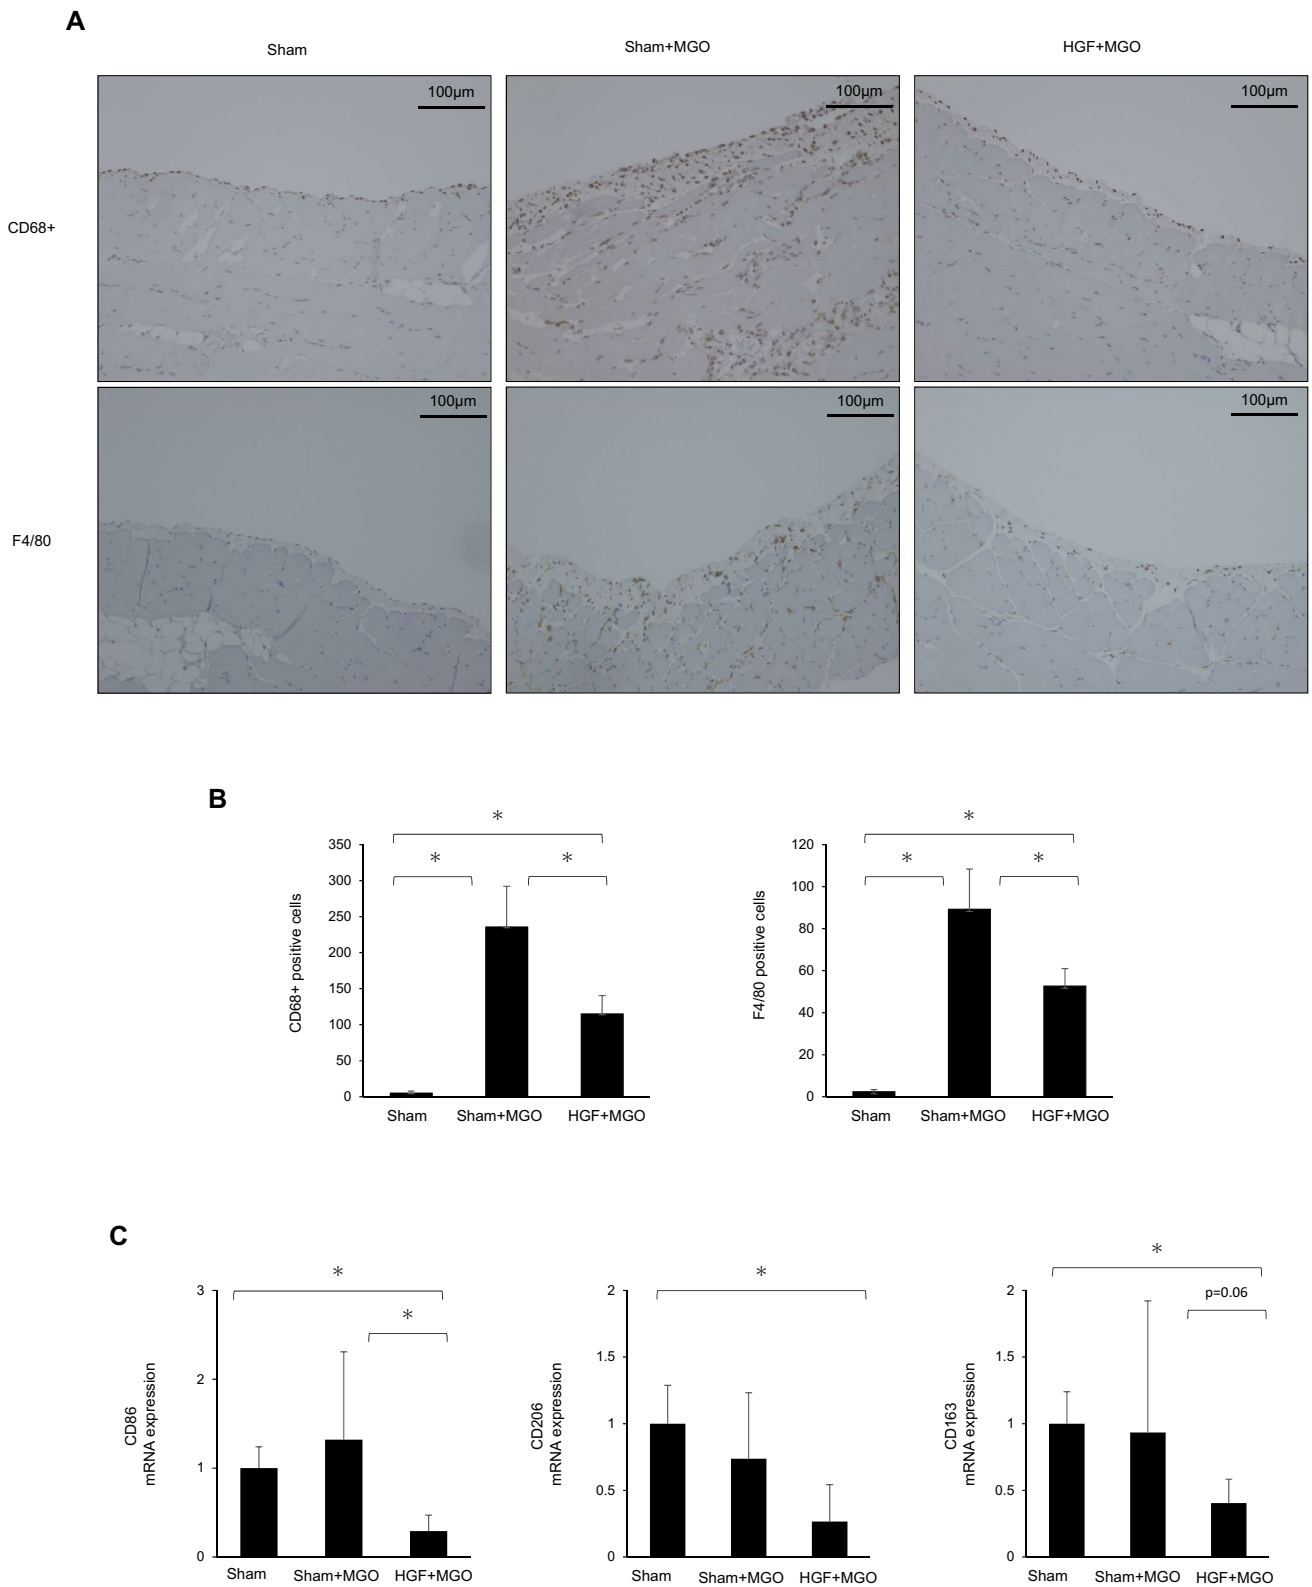 A
Sham
Sham+MGO
HGF+MGO
100μm
100μm
100μm
CD68+
100μm
100μm
100μm
F4/80
B
*
*
*
350
300
250
200
150
100
50
0
CD68+ positive cells
Sham
Sham+MGO
HGF+MGO
*
*
*
120
100
80
60
40
20
0
F4/80 positive cells
Sham
Sham+MGO
HGF+MGO
C
*
*
3
2
1
0
CD86
mRNA expression
Sham
Sham+MGO
HGF+MGO
*
2
1.5
1
0.5
0
CD206
mRNA expression
Sham
Sham+MGO
HGF+MGO
*
p=0.06
2
1.5
1
0.5
0
CD163
mRNA expression
Sham
Sham+MGO
HGF+MGO